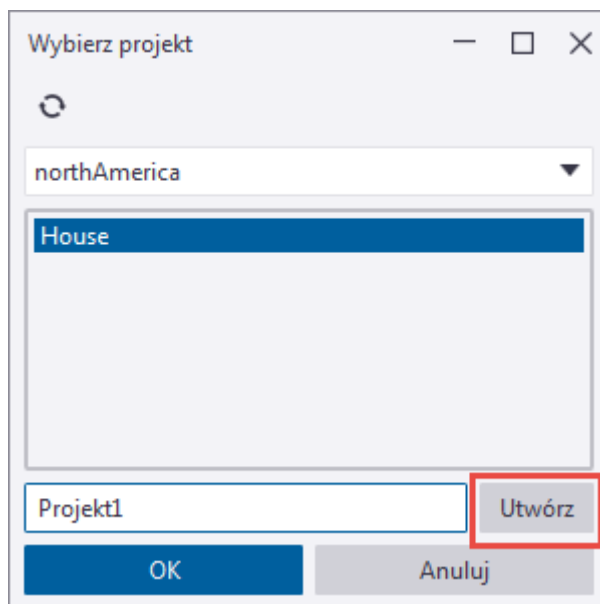 Wybierz projekt
northAmerica
House
Projekt1 Utwórz
OK Anuluj